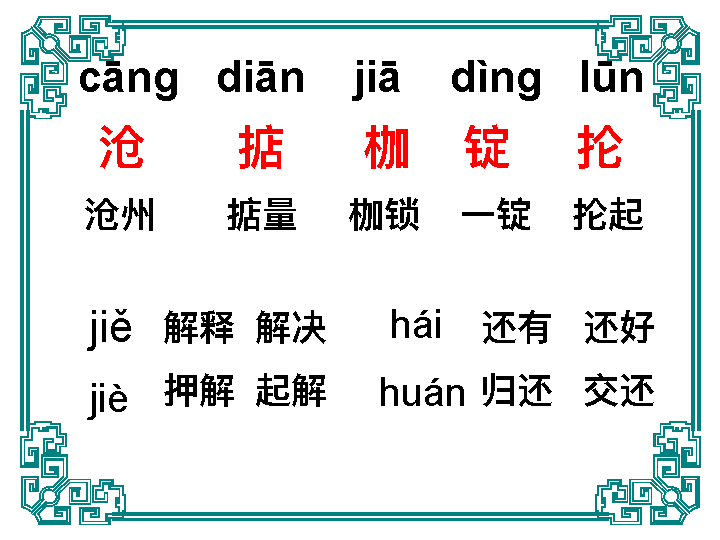 cāng diān jiā dìng lūn
沧 掂 枷 锭 抡
沧州 掂量 枷锁 一锭 抡起
jiě 解释 解决 hái 还有 还好
jiè 押解 起解 huán 归还 交还